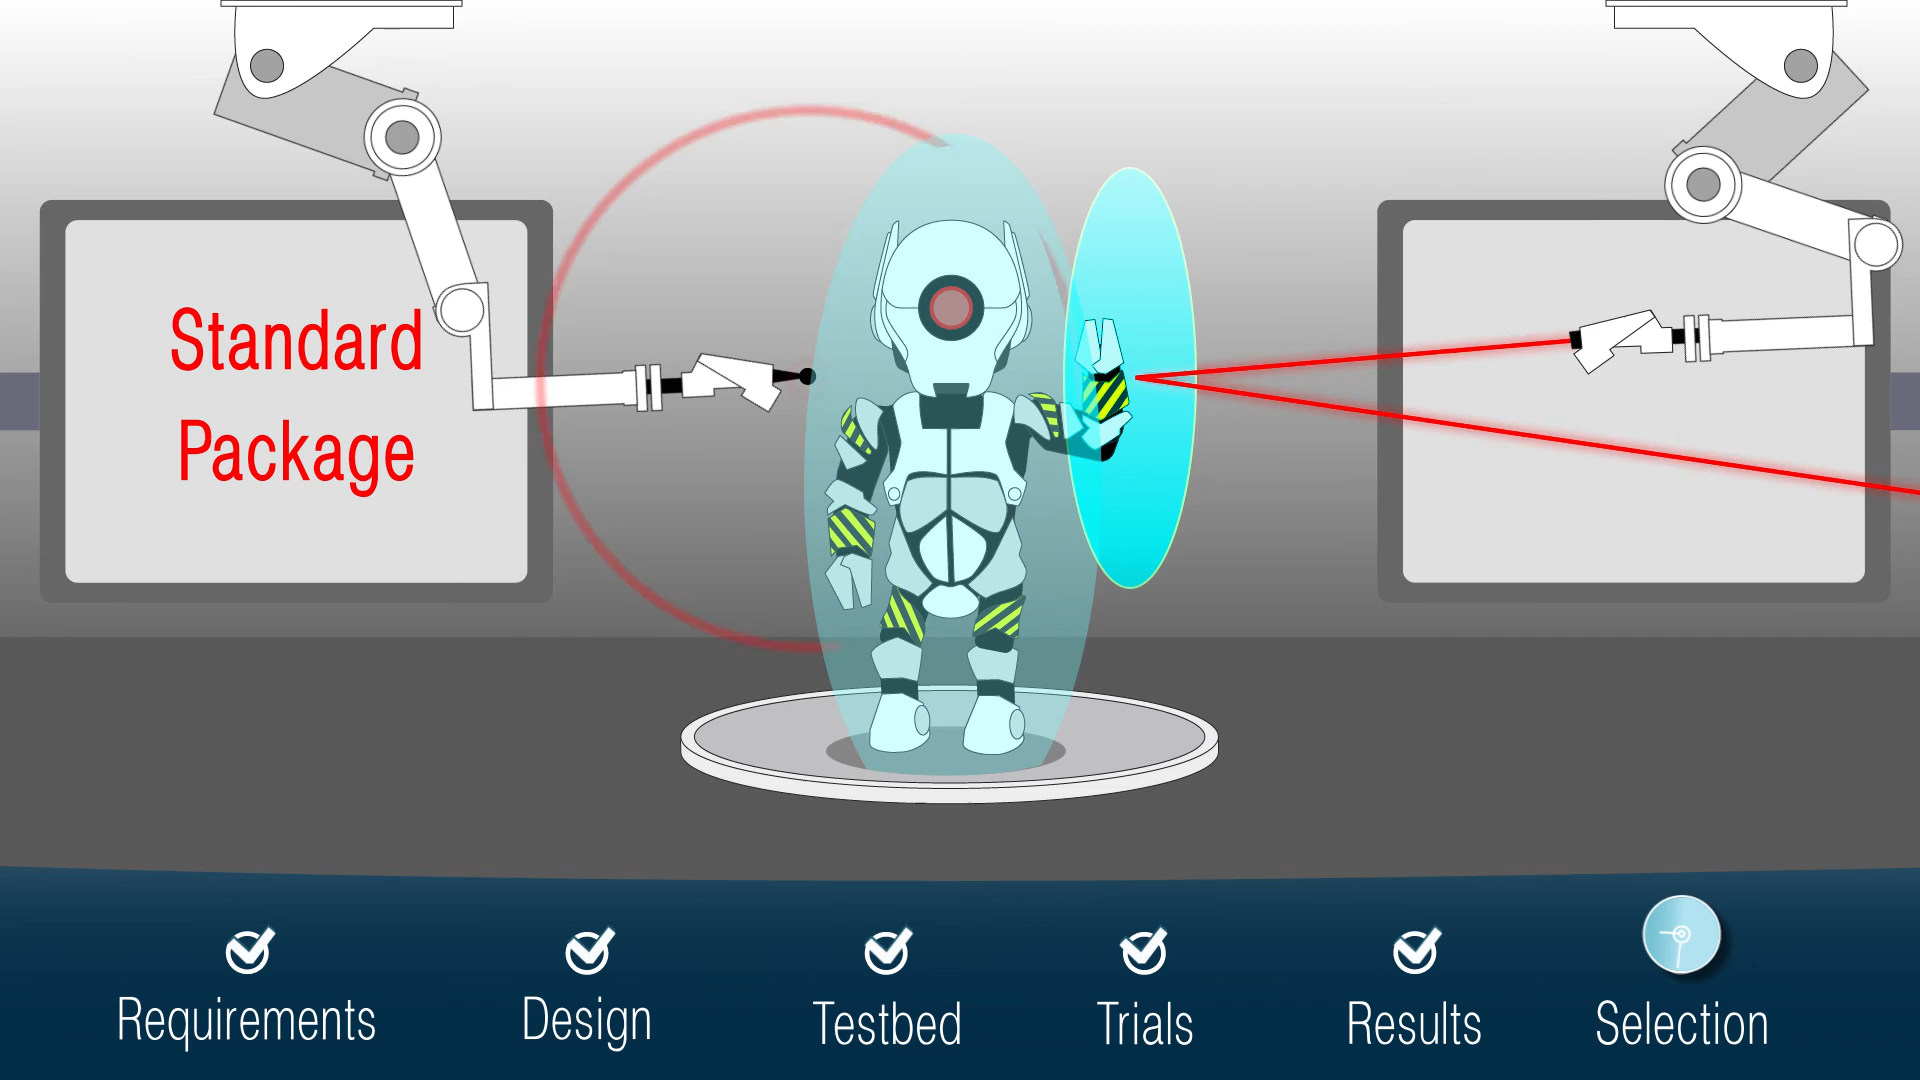 Standard
Package
Requirements
Design
Testbed
Trials
Results
Selection